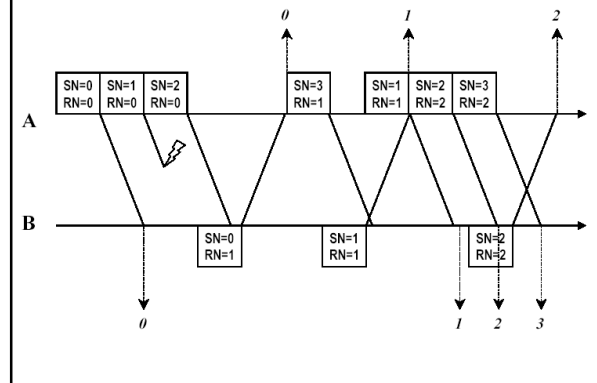 0 1 2
SN=0 SN=1 SN=2 SN=3 SN=1 SN=2 SN=3
RN=0 RN=0 RN=0 RN=1 RN=1 RN=2 RN=2
A
B
SN=0 SN=1 SN=2
RN=1 RN=1 RN=2
0 1 2 3